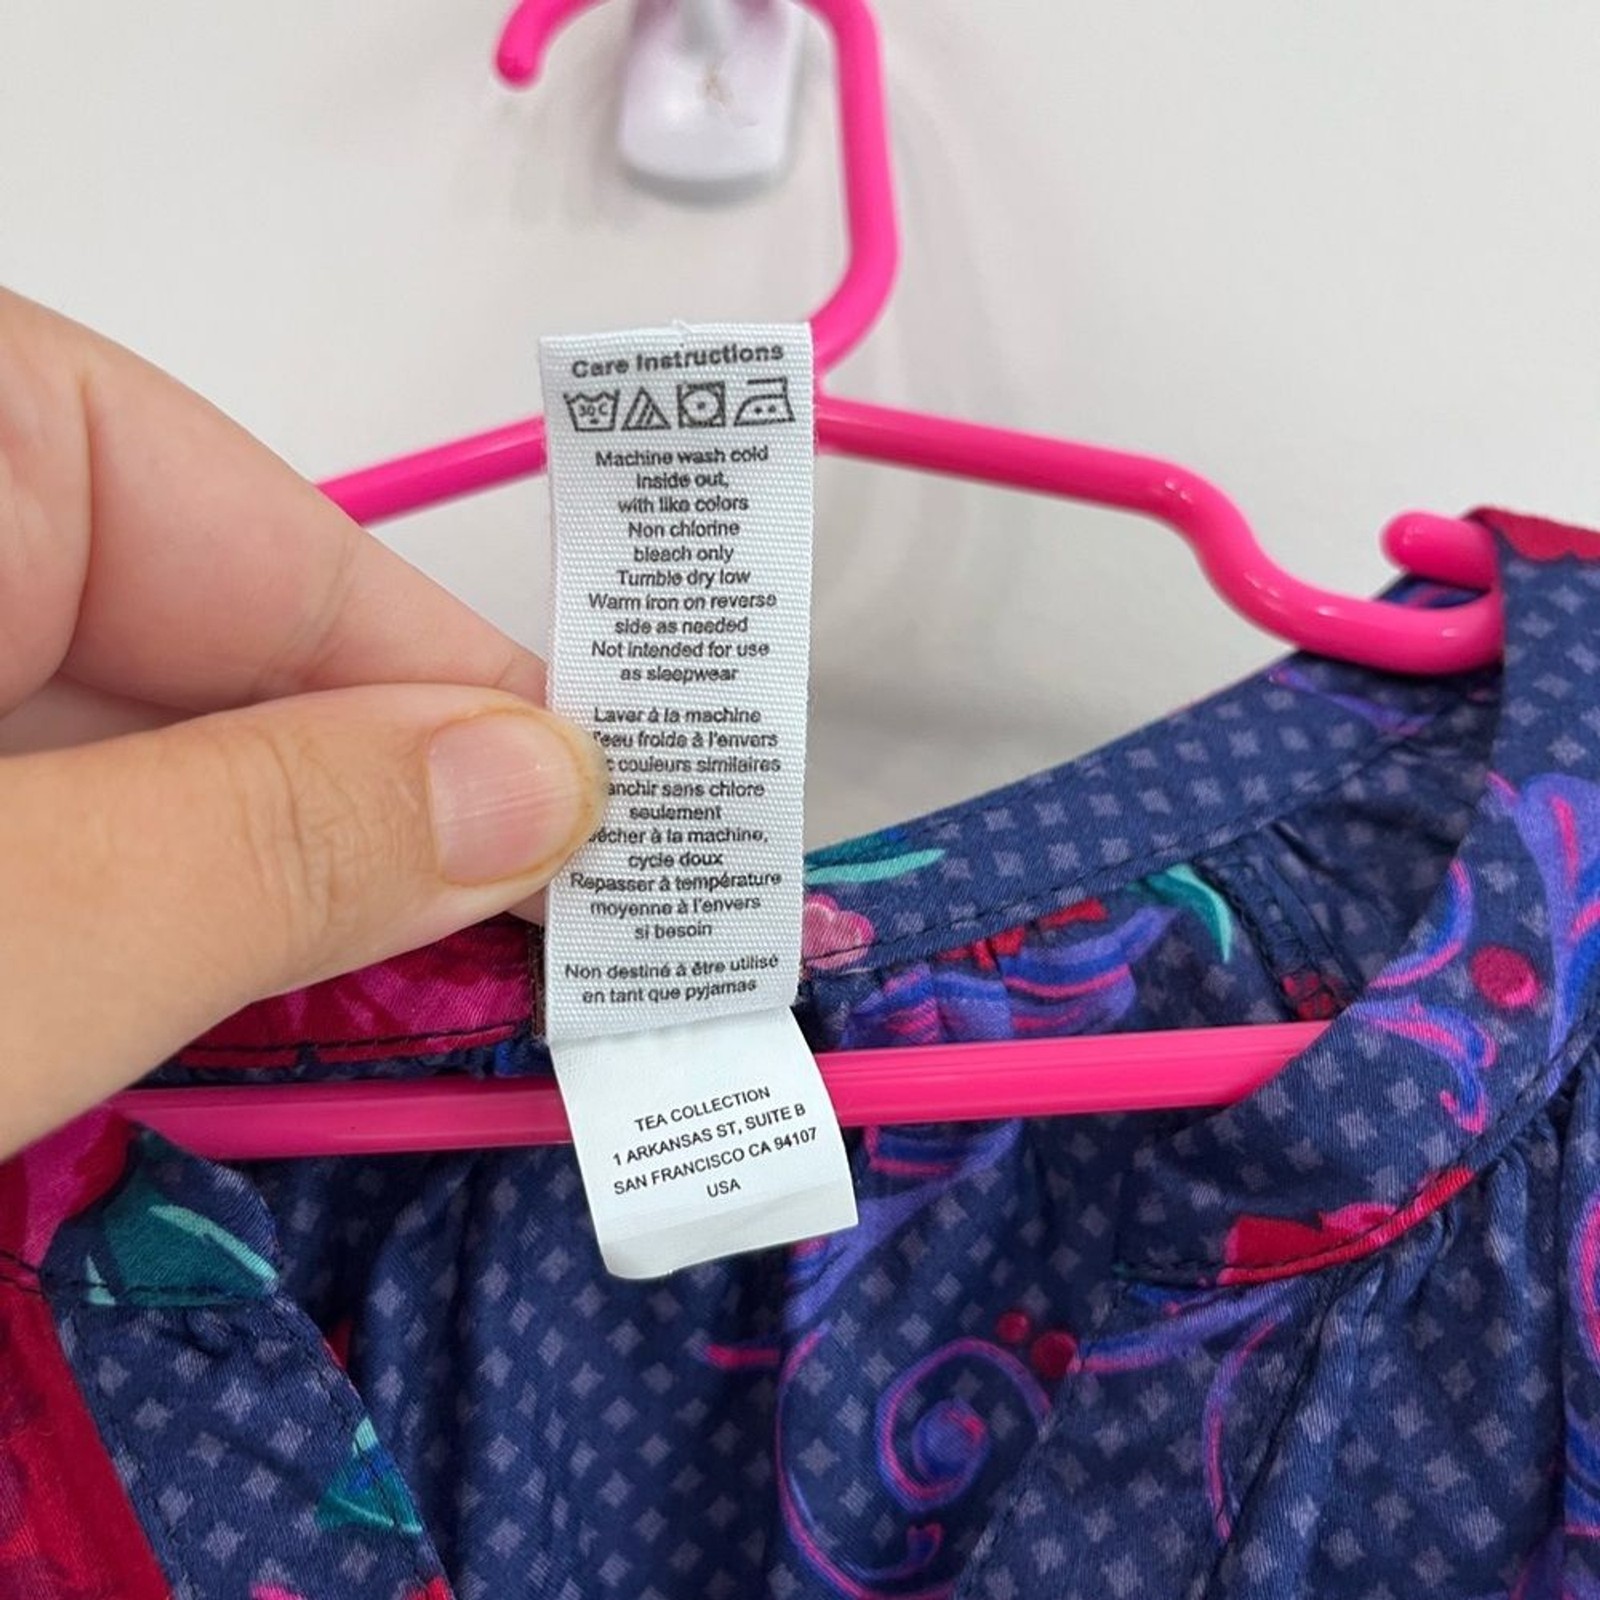 Care Instructions
30 C
Machine wash cold
inside out,
with like colors
Non chlorine
bleach only
Tumble dry low
Warm iron on reverse
side as needed
Not intended for use
as sleepwear
Laver à la machine
l'eau froide à l'envers
couleurs similaires
anchir sans chlore
seulement
écher à la machine,
cycle doux
Repasser à température
moyenne à l'envers
si besoin
Non destiné à être utilisé
en tant que pyjamas
TEA COLLECTION
1 ARKANSAS ST, SUITE B
SAN FRANCISCO CA 94107
USA